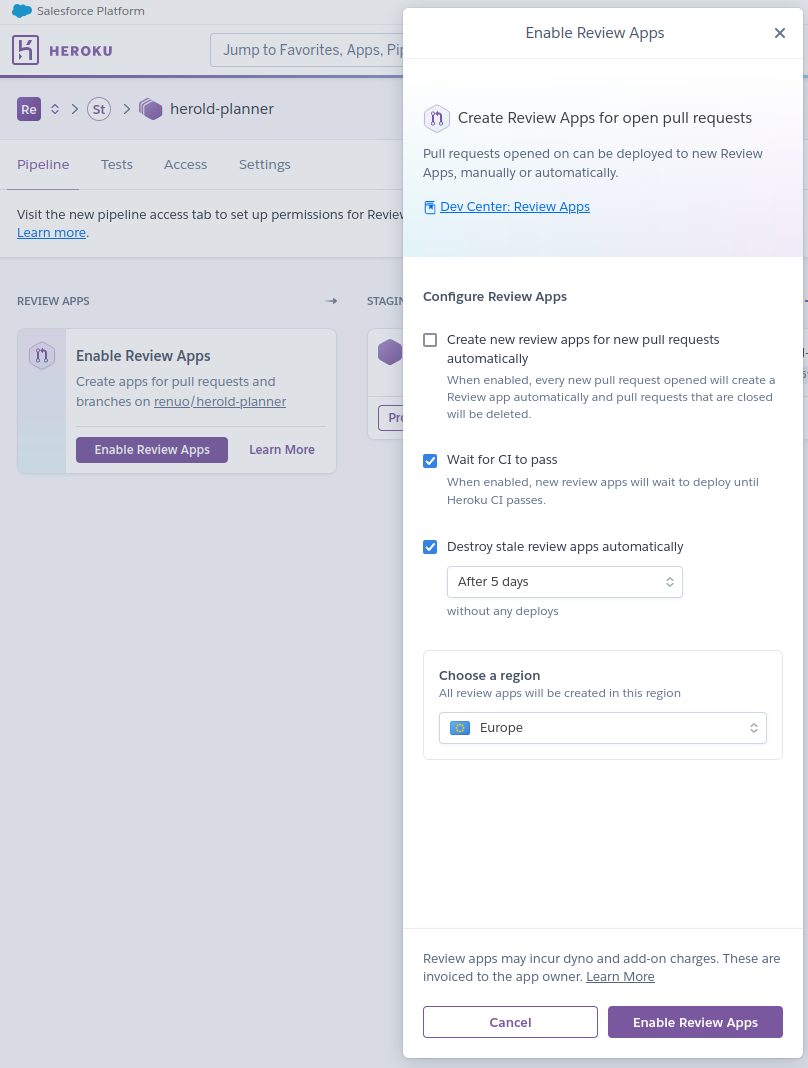 Salesforce Platform
HEROKU
Jump to Favorites, Apps,
Re
St
herold-planner
Pipeline
Tests
Access
Settings
Visit the new pipeline access tab to set up permissions for
Learn more.
REVIEW APPS
Enable Review Apps
Create apps for pull requests and
branches on renuo/herold-planner
Enable Review Apps
Learn More
Enable Review Apps
Create Review Apps for open pull requests
Pull requests opened on can be deployed to new Review
Apps, manually or automatically.
Dev Center: Review Apps
Configure Review Apps
Create new review apps for new pull requests
automatically
When enabled, every new pull request opened will create a
Review app automatically and pull requests that are closed
will be deleted.
Wait for CI to pass
When enabled, new review apps will wait to deploy until
Heroku CI passes.
Destroy stale review apps automatically
After 5 days
without any deploys
Choose a region
All review apps will be created in this region
Europe
Review apps may incur dyno and add-on charges. These are
invoiced to the app owner. Learn More
Cancel
Enable Review Apps